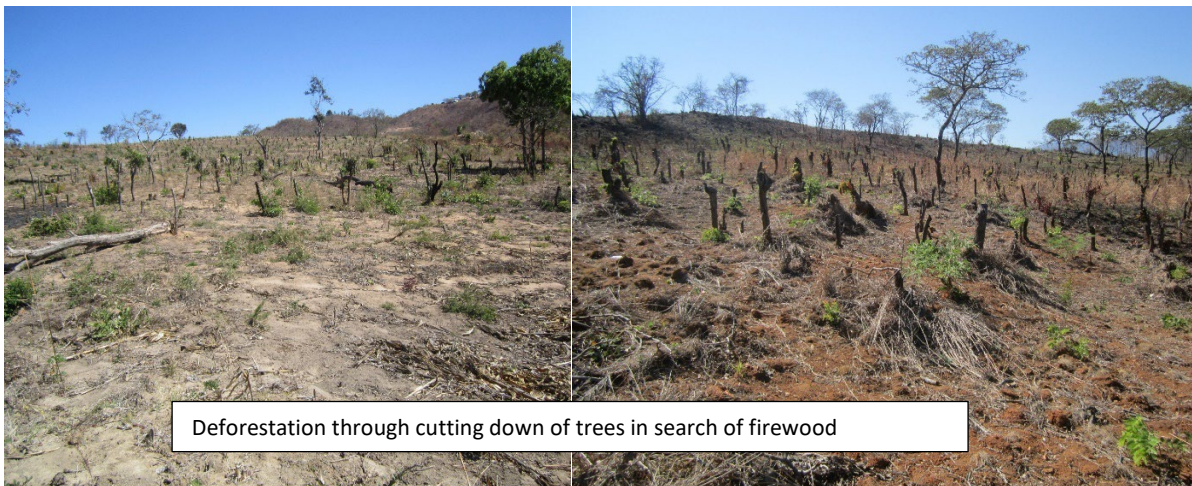 Deforestation through cutting down of trees in search of firewood